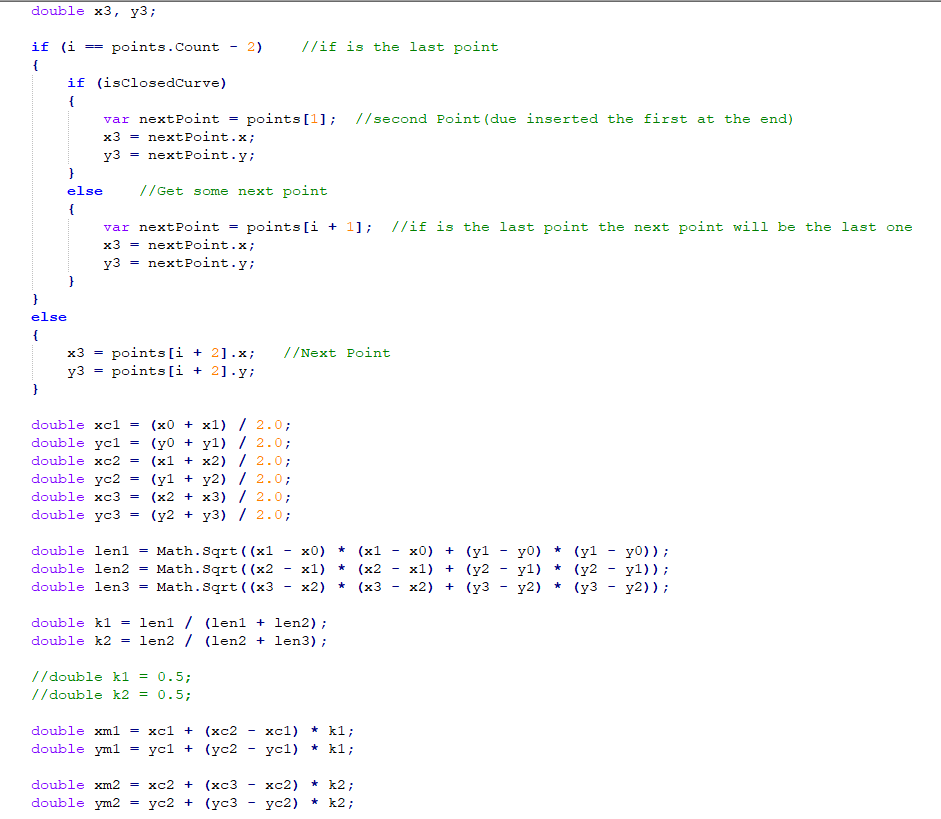 double x3, y3;
if (i == points.Count - 2)    //if is the last point
{
    if (isClosedCurve)
    {
        var nextPoint = points[1];  //second Point(due inserted the first at the end)
        x3 = nextPoint.x;
        y3 = nextPoint.y;
    }
    else    //Get some next point
    {
        var nextPoint = points[i + 1];  //if is the last point the next point will be the last one
        x3 = nextPoint.x;
        y3 = nextPoint.y;
    }
}
else
{
    x3 = points[i + 2].x;   //Next Point
    y3 = points[i + 2].y;
}
double xc1 = (x0 + x1) / 2.0;
double yc1 = (y0 + y1) / 2.0;
double xc2 = (x1 + x2) / 2.0;
double yc2 = (y1 + y2) / 2.0;
double xc3 = (x2 + x3) / 2.0;
double yc3 = (y2 + y3) / 2.0;
double len1 = Math.Sqrt((x1 - x0) * (x1 - x0) + (y1 - y0) * (y1 - y0));
double len2 = Math.Sqrt((x2 - x1) * (x2 - x1) + (y2 - y1) * (y2 - y1));
double len3 = Math.Sqrt((x3 - x2) * (x3 - x2) + (y3 - y2) * (y3 - y2));
double k1 = len1 / (len1 + len2);
double k2 = len2 / (len2 + len3);
//double k1 = 0.5;
//double k2 = 0.5;
double xm1 = xc1 + (xc2 - xc1) * k1;
double ym1 = yc1 + (yc2 - yc1) * k1;
double xm2 = xc2 + (xc3 - xc2) * k2;
double ym2 = yc2 + (yc3 - yc2) * k2;